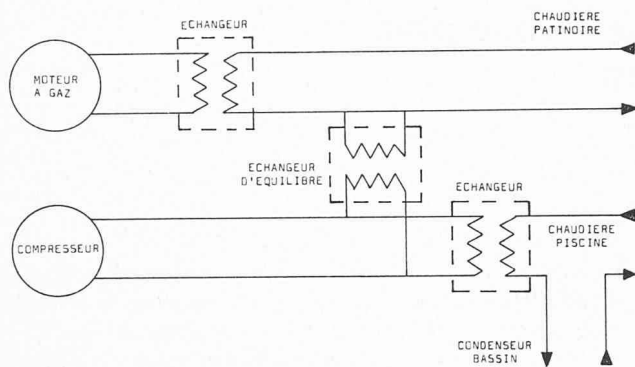 ECHANGEUR
CHAUDIERE
PATINOIRE
MOTEUR
A GAZ
ECHANGEUR
D'EQUILIBRE
ECHANGEUR
COMPRESSEUR
CHAUDIERE
PISCINE
CONDENSEUR
BASSIN